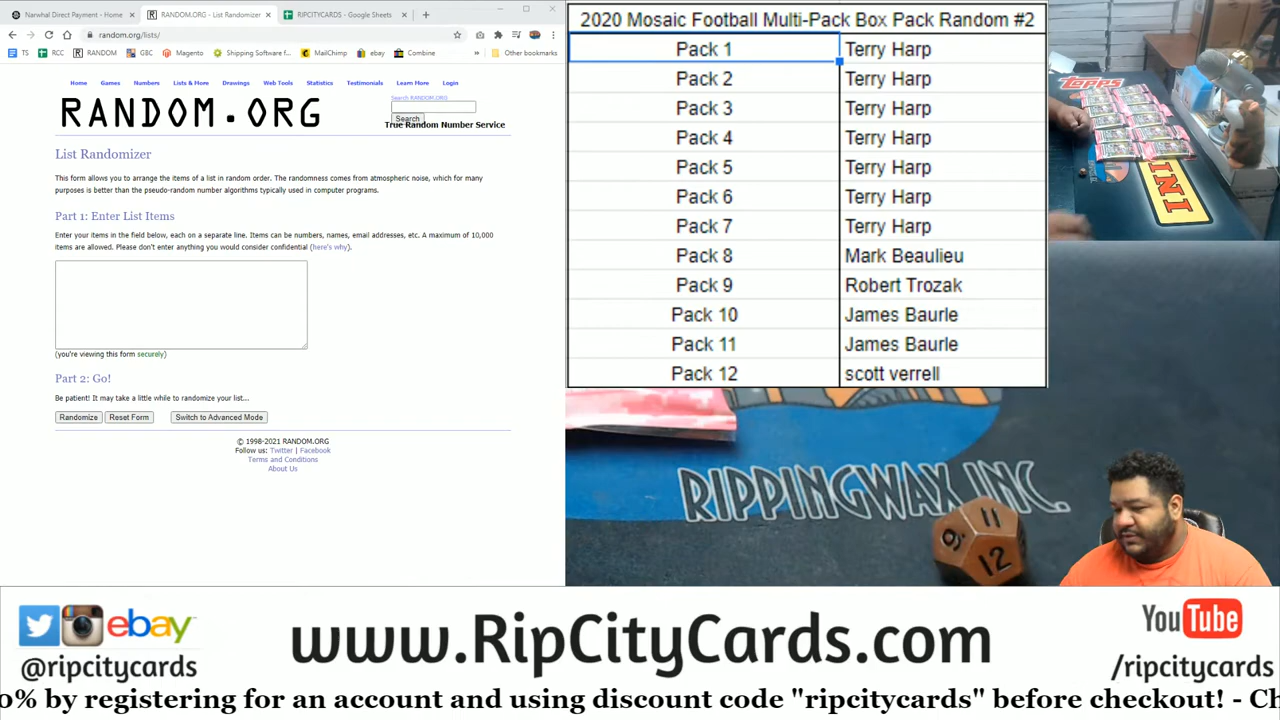 Nanwhal Direct Payment - Home
RANDOM.ORG - List Randomizer
RIPCITYCARDS - Google Sheets
random.org/lists/
TS
RCC
RANDOM
GBC
Magento
Shipping Software f
MailChimp
ebay
Combine
Other bookmarks
Home
Games
Numbers
Lists & More
Drawings
Web Tools
Statistics
Testimonials
Learn More
Login
RANDOM.ORG
Search RANDOM.ORG
Search
True Random Number Service
List Randomizer
This form allows you to arrange the items of a list in random order. The randomness comes from atmospheric noise, which for many
purposes is better than the pseudo-random number algorithms typically used in computer programs.
Part 1: Enter List Items
Enter your items in the field below, each on a separate line. Items can be numbers, names, email addresses, etc. A maximum of 10,000
items are allowed. Please don't enter anything you would consider confidential (here's why).
(you're viewing this form securely)
Part 2: Go!
Be patient! It may take a little while to randomize your list...
Randomize
Reset Form
Switch to Advanced Mode
© 1998-2021 RANDOM.ORG
Follow us: Twitter | Facebook
Terms and Conditions
About Us
2020 Mosaic Football Multi-Pack Box Pack Random #2
Pack 1 Terry Harp
Pack 2 Terry Harp
Pack 3 Terry Harp
Pack 4 Terry Harp
Pack 5 Terry Harp
Pack 6 Terry Harp
Pack 7 Terry Harp
Pack 8 Mark Beaulieu
Pack 9 Robert Trozak
Pack 10 James Baurle
Pack 11 James Baurle
Pack 12 scott verrell
Topps
INI
RIPPINGWAX INC.
11
9.
12
ebay
@ripcitycards
www.RipCityCards.com
YouTube
/ripcitycards
0% by registering for an account and using discount code "ripcitycards" before checkout! - Ch